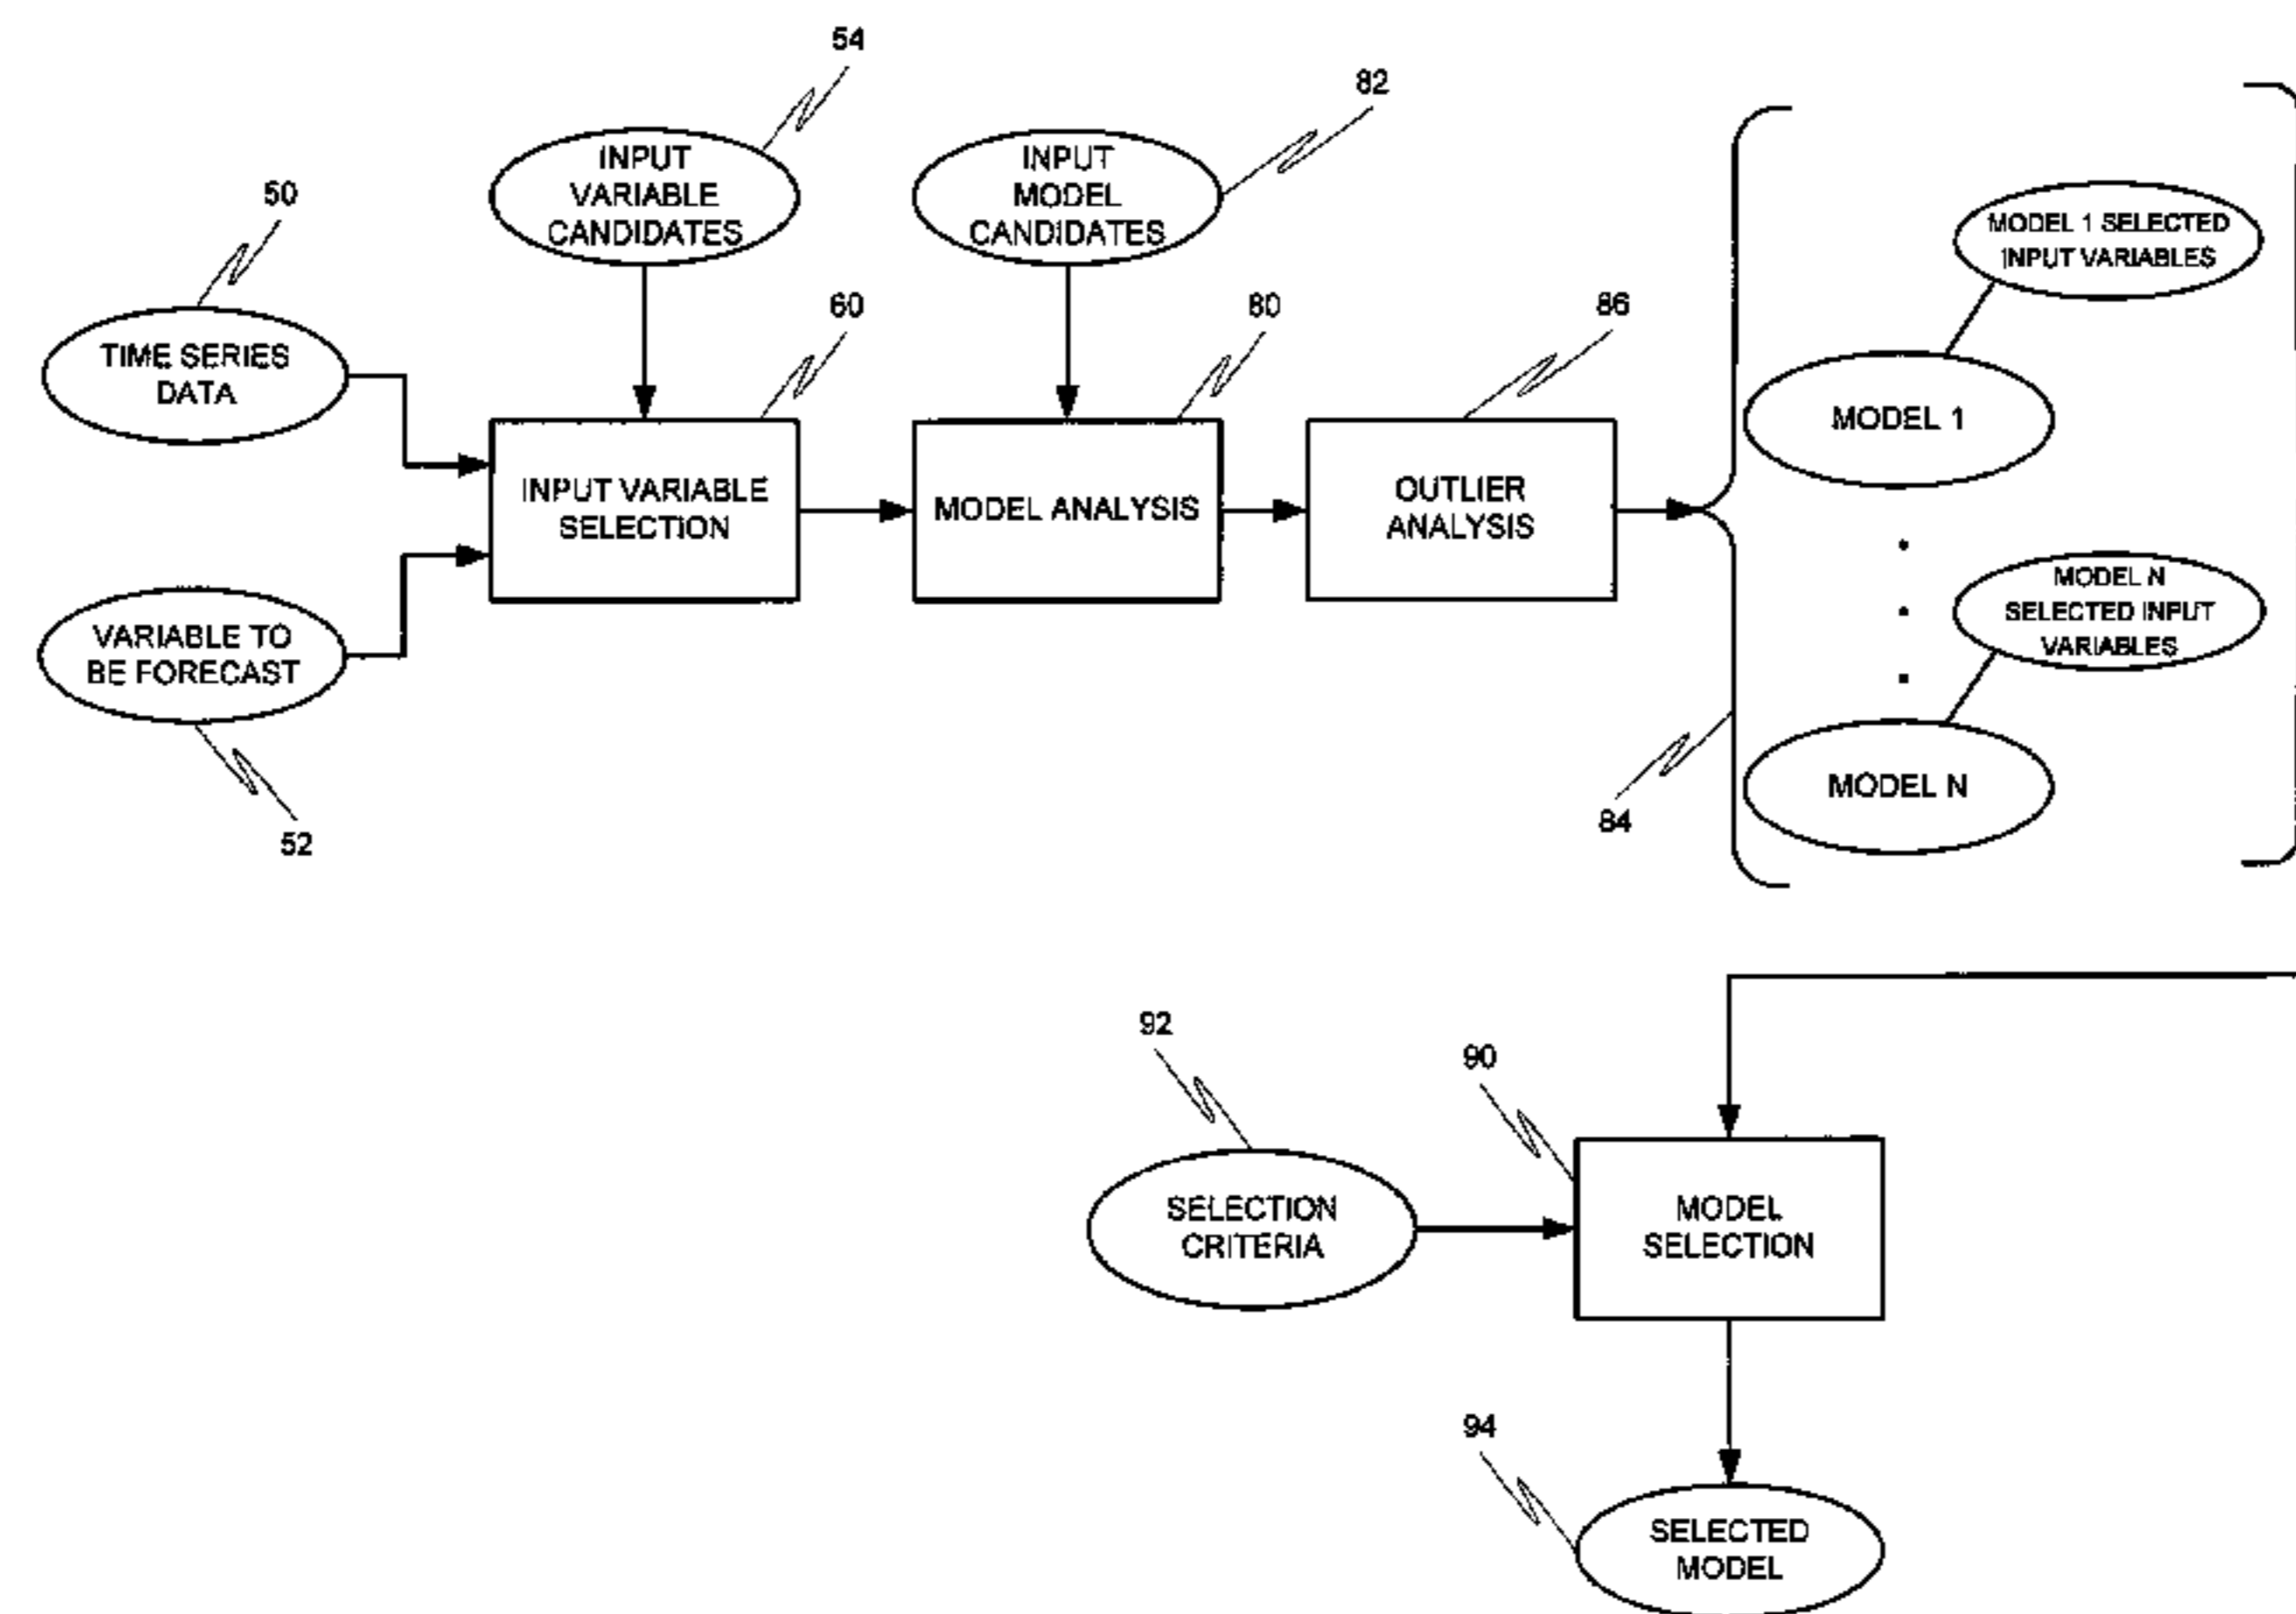 54
82
50
INPUT
VARIABLE
CANDIDATES
INPUT
MODEL
CANDIDATES
MODEL 1 SELECTED
INPUT VARIABLES
60
80
86
TIME SERIES
DATA
MODEL 1
INPUT VARIABLE
SELECTION
MODEL ANALYSIS
OUTLIER
ANALYSIS
VARIABLE TO
BE FORECAST
MODEL N
SELECTED INPUT
VARIABLES
MODEL N
52
84
92
90
SELECTION
CRITERIA
MODEL
SELECTION
94
SELECTED
MODEL